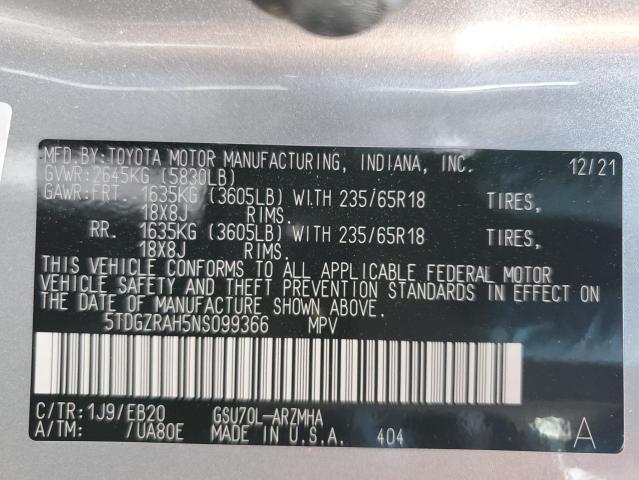 MFD.BY:TOYOTA MOTOR MANUFACTURING, INDIANA, INC. 12/21
GVWR:2645KG (5830LB)
GAWR:FRT. 1635KG (3605LB) WITH 235/65R18 TIRES,
18X8J RIMS.
RR. 1635KG (3605LB) WITH 235/65R18 TIRES,
18X8J RIMS.
THIS VEHICLE CONFORMS TO ALL APPLICABLE FEDERAL MOTOR
VEHICLE SAFETY AND THEFT PREVENTION STANDARDS IN EFFECT ON
THE DATE OF MANUFACTURE SHOWN ABOVE.
5TDGZRAH5NS099366 MPV
C/TR:1J9/EB20 GSU70L-ARZMHA
A/TM: /UA80E MADE IN U.S.A. 404 A